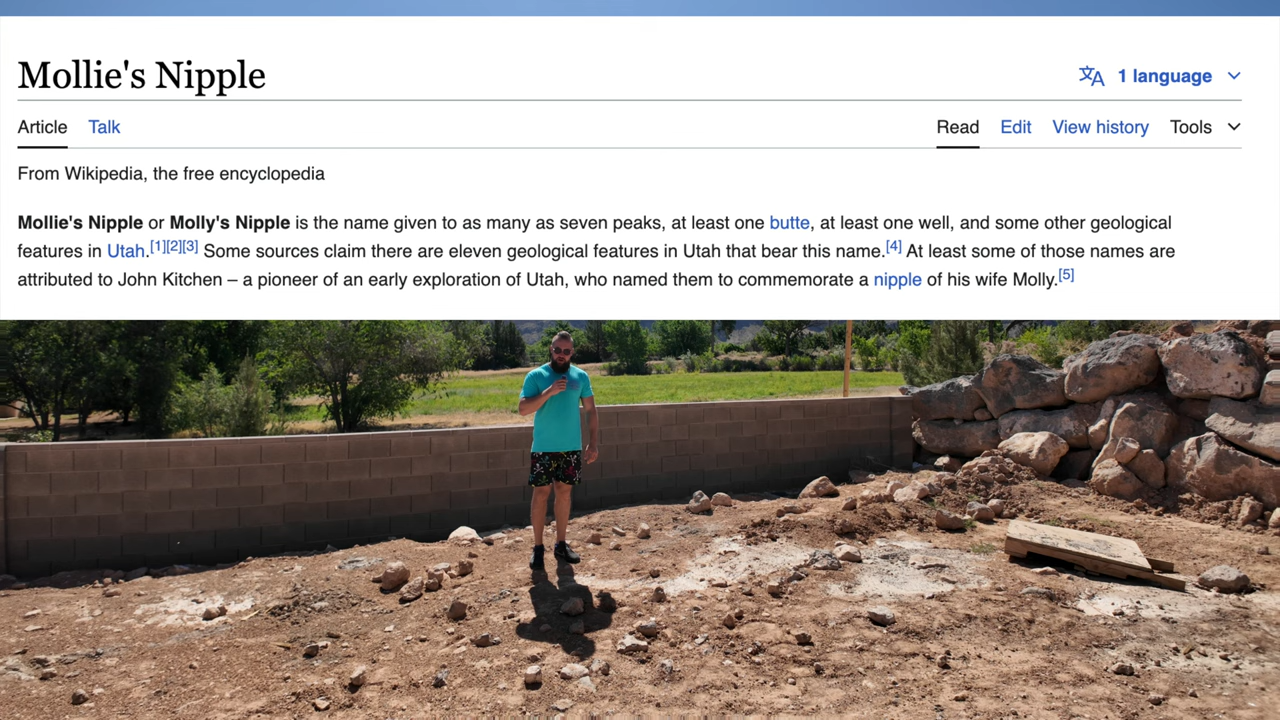 Mollie's Nipple
文A 1 language
Article Talk Read Edit View history Tools
From Wikipedia, the free encyclopedia
Mollie's Nipple or Molly's Nipple is the name given to as many as seven peaks, at least one butte, at least one well, and some other geological
features in Utah.[1][2][3] Some sources claim there are eleven geological features in Utah that bear this name.[4] At least some of those names are
attributed to John Kitchen – a pioneer of an early exploration of Utah, who named them to commemorate a nipple of his wife Molly.[5]